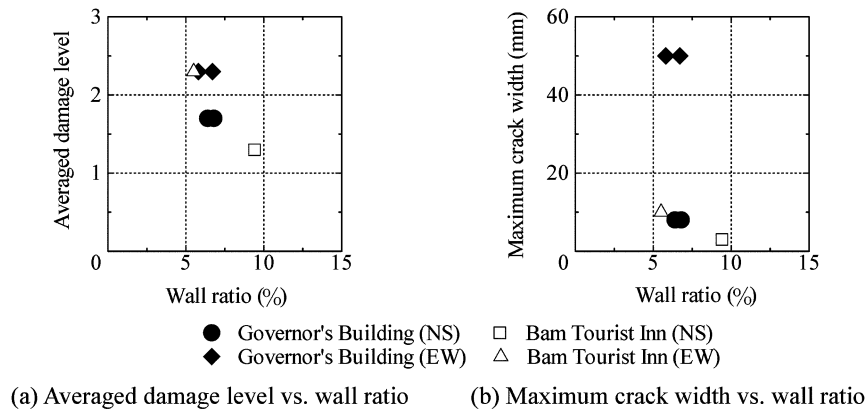 3
2
1
0
5
10
15
Averaged damage level
Wall ratio (%)
60
40
20
0
5
10
15
Maximum crack width (mm)
Wall ratio (%)
Governor's Building (NS)
Bam Tourist Inn (NS)
Governor's Building (EW)
Bam Tourist Inn (EW)
(a) Averaged damage level vs. wall ratio
(b) Maximum crack width vs. wall ratio